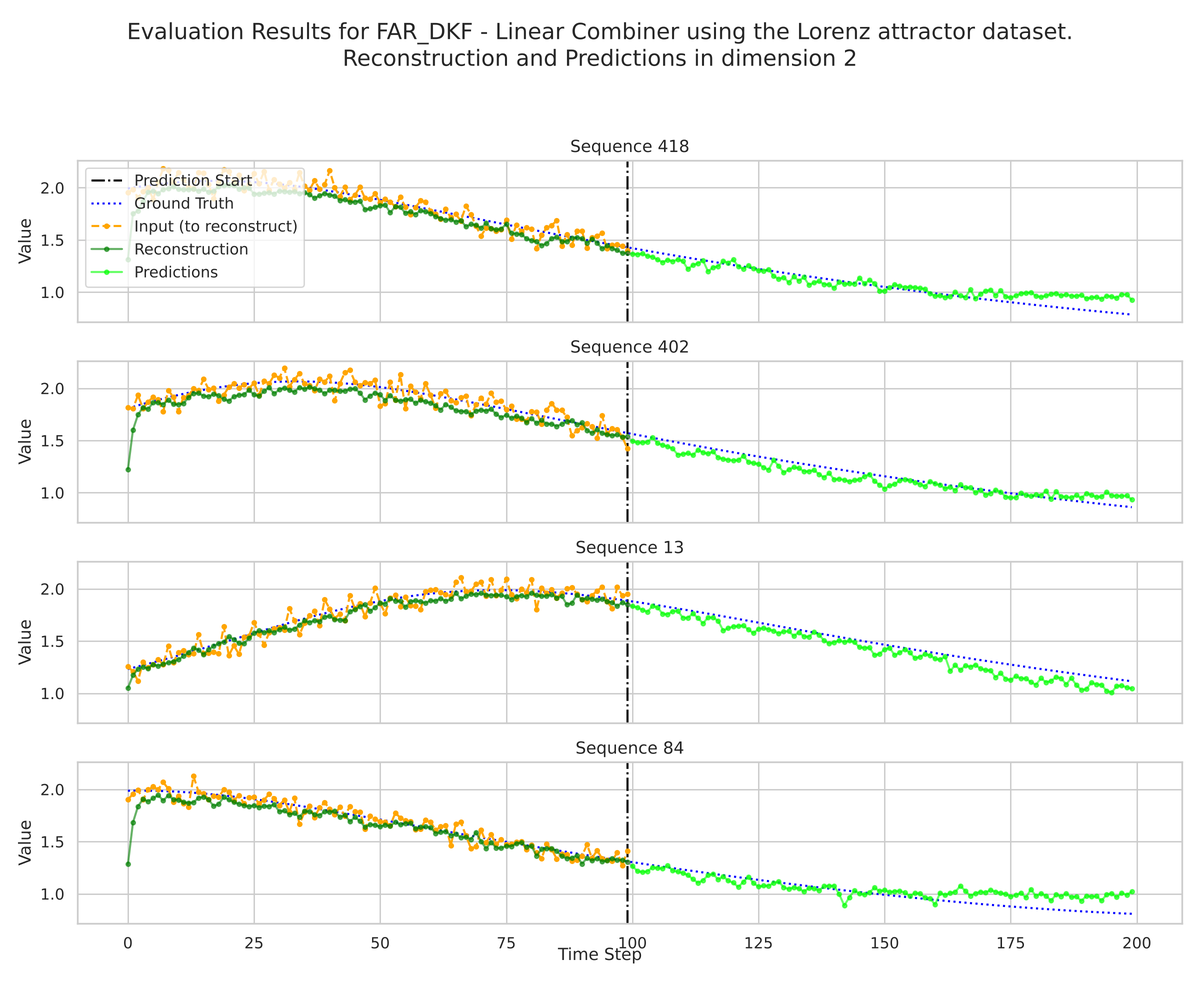 Evaluation Results for FAR_DKF - Linear Combiner using the Lorenz attractor dataset.
Reconstruction and Predictions in dimension 2
Sequence 418
Value
2.0
1.5
1.0
Prediction Start
Ground Truth
Input (to reconstruct)
Reconstruction
Predictions
Sequence 402
Value
2.0
1.5
1.0
Sequence 13
Value
2.0
1.5
1.0
Sequence 84
Value
2.0
1.5
1.0
0 25 50 75 100 125 150 175 200
Time Step